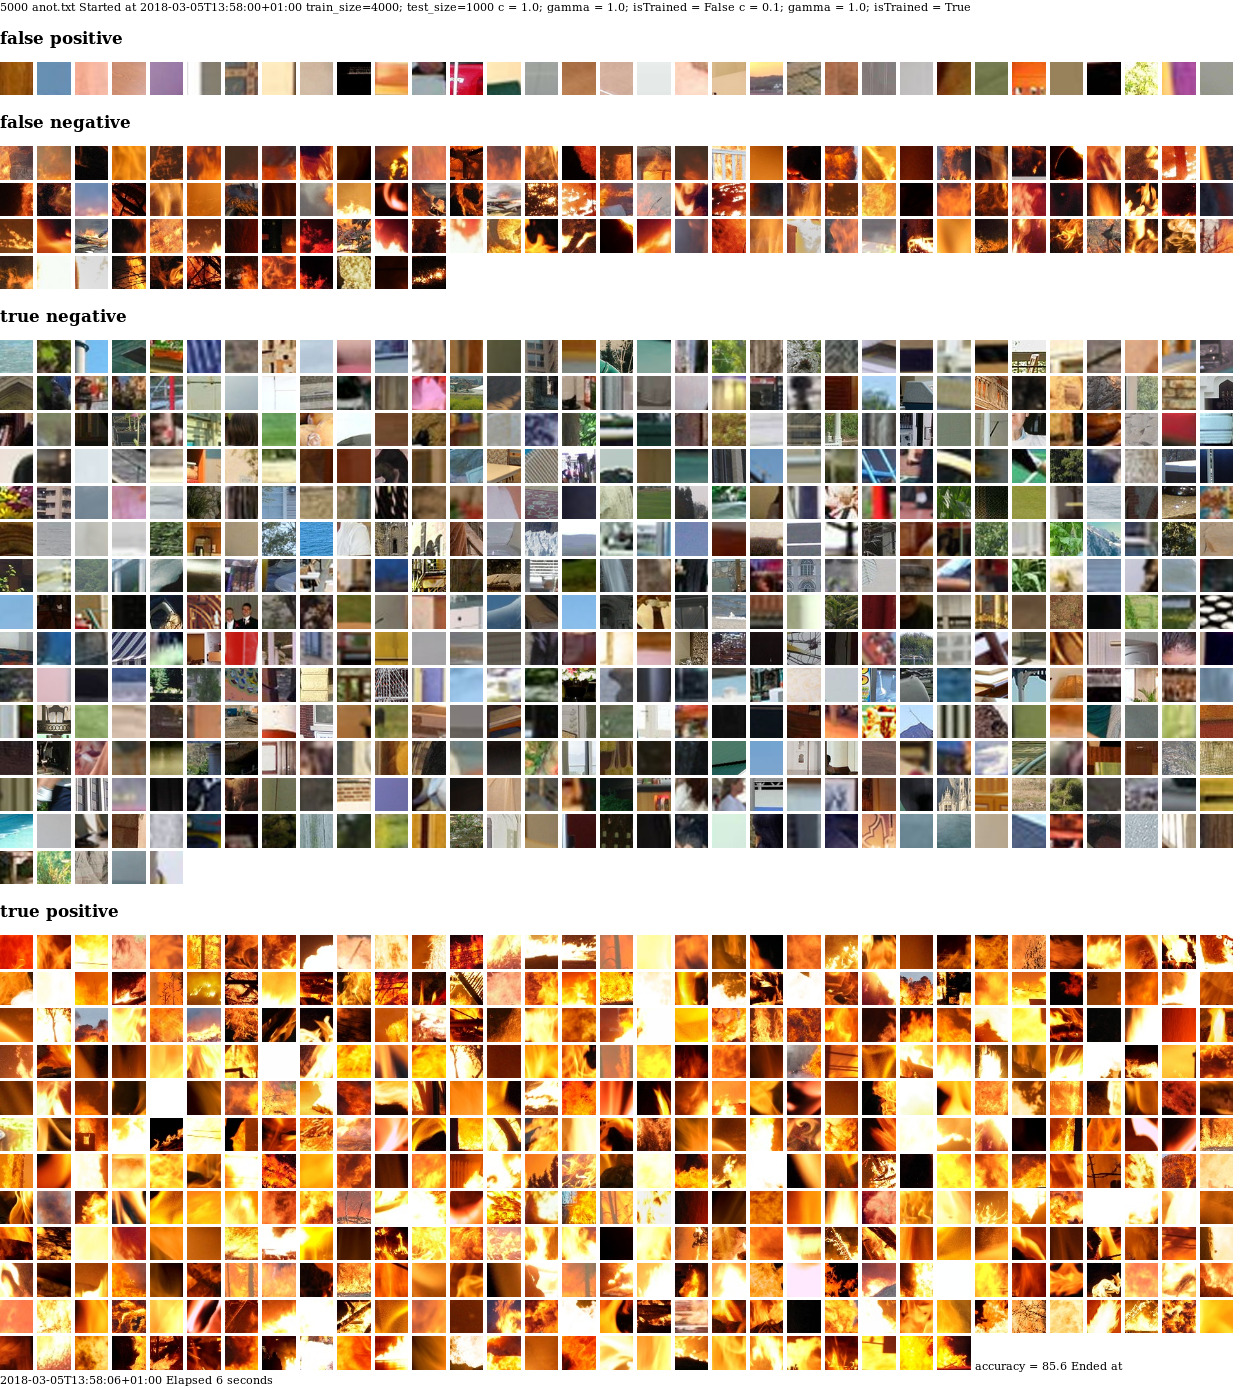 5000 anot.txt Started at 2018-03-05T13:58:00+01:00 train_size=4000; test_size=1000 c = 1.0; gamma = 1.0; isTrained = False c = 0.1; gamma = 1.0; isTrained = True
false positive
false negative
true negative
true positive
accuracy = 85.6 Ended at
2018-03-05T13:58:06+01:00 Elapsed 6 seconds